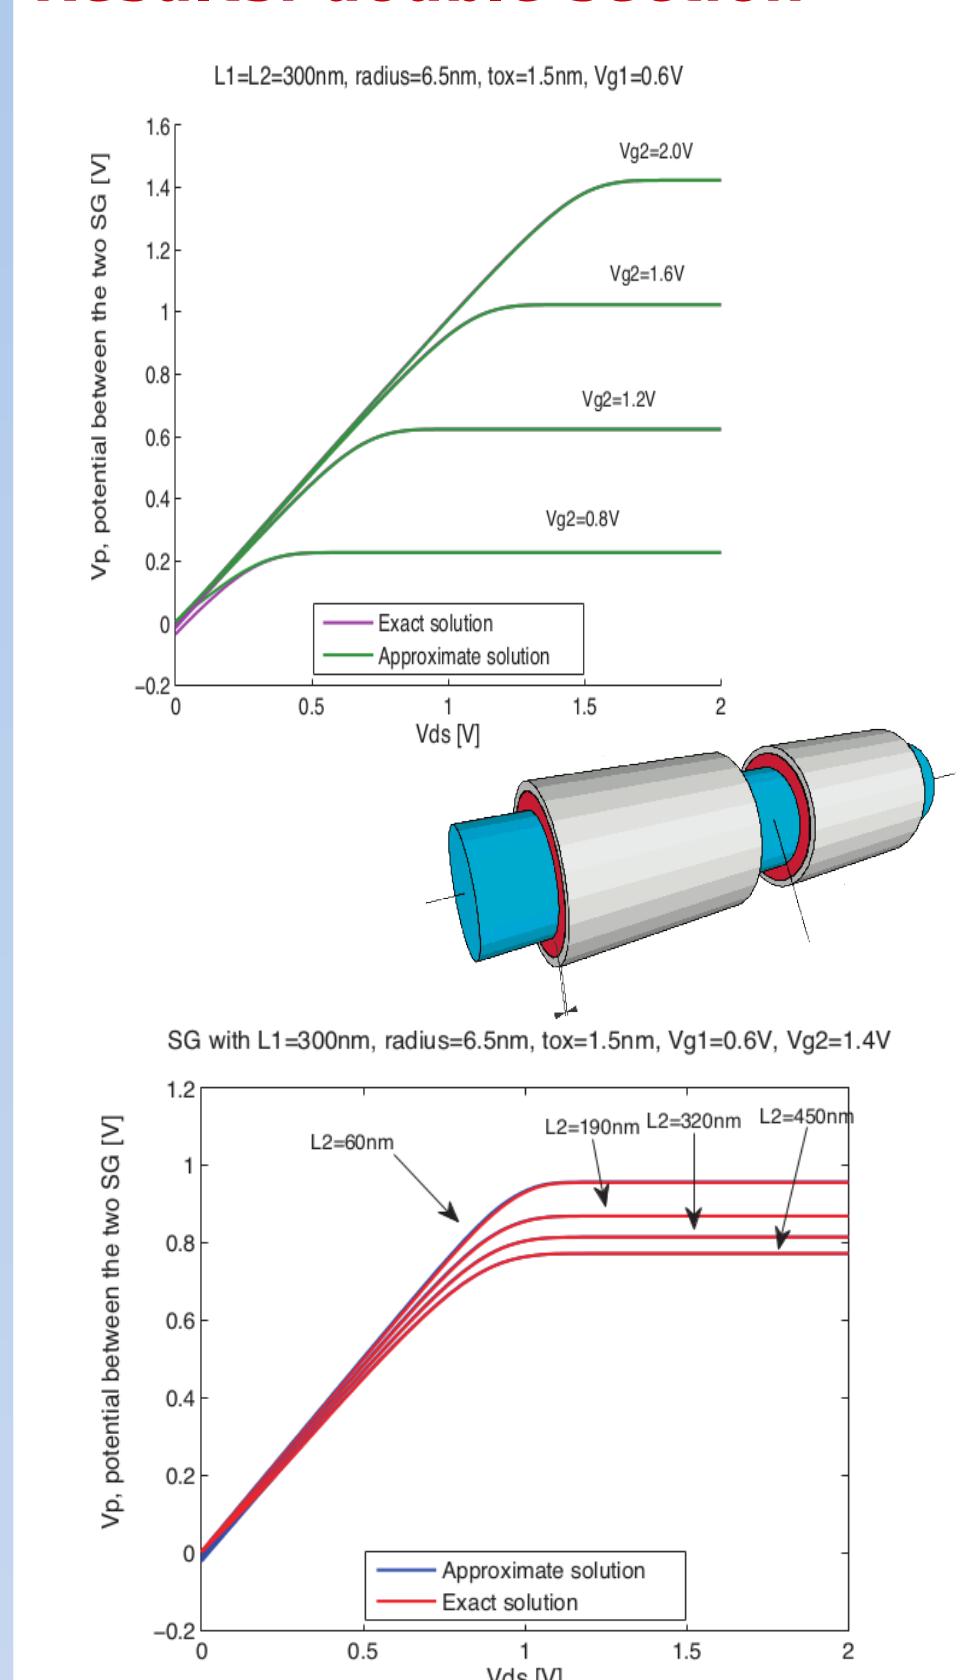 Results: double section
L1=L2=300nm, radius=6.5nm, tox=1.5nm, Vg1=0.6V
Vp, potential between the two SG [V]
1.6
1.4
1.2
1
0.8
0.6
0.4
0.2
0
−0.2
Vg2=2.0V
Vg2=1.6V
Vg2=1.2V
Vg2=0.8V
Exact solution
Approximate solution
0 0.5 1 1.5 2
Vds [V]
SG with L1=300nm, radius=6.5nm, tox=1.5nm, Vg1=0.6V, Vg2=1.4V
Vp, potential between the two SG [V]
1.2
1
0.8
0.6
0.4
0.2
0
−0.2
L2=60nm
L2=190nm
L2=320nm
L2=450nm
Approximate solution
Exact solution
0 0.5 1 1.5 2
Vds [V]